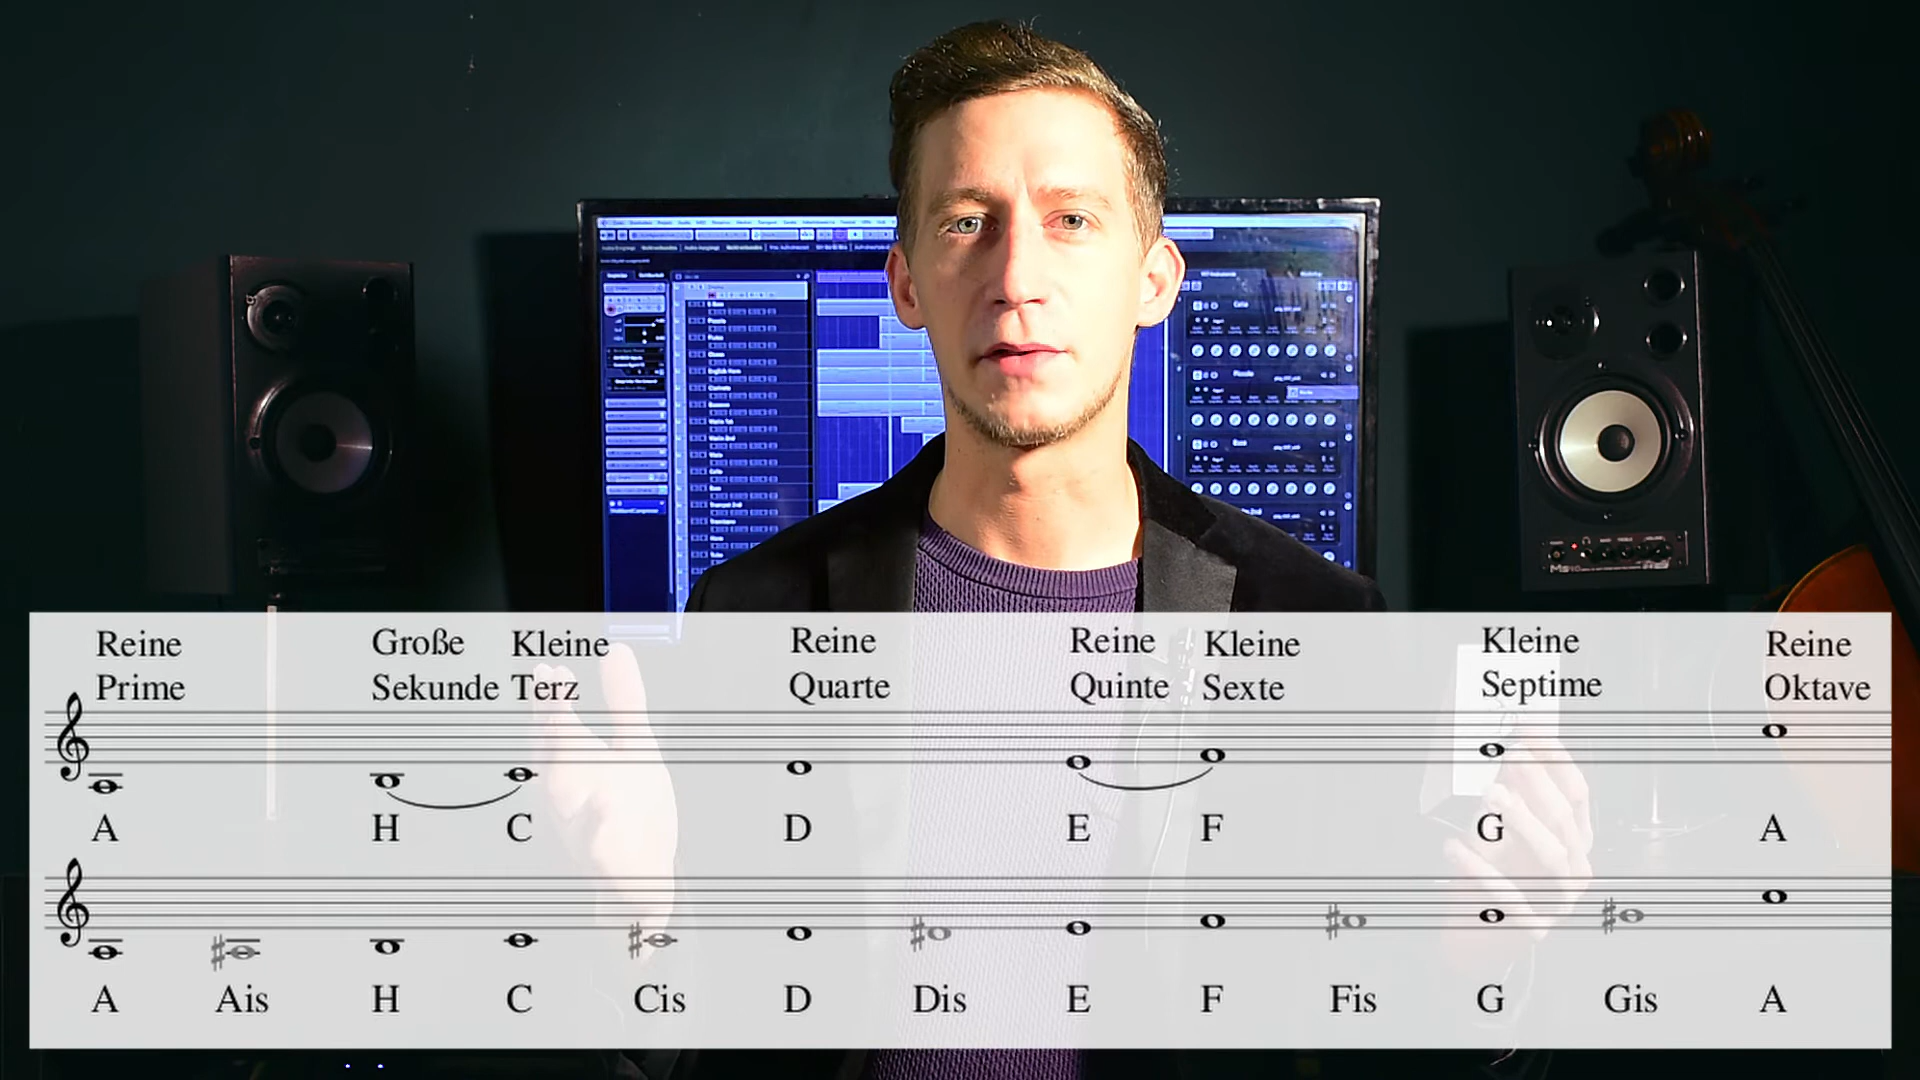 Reine Große Kleine Reine Reine Kleine Kleine Reine
Prime Sekunde Terz Quarte Quinte Sexte Septime Oktave
A H C D E F G A
A Ais H C Cis D Dis E F Fis G Gis A